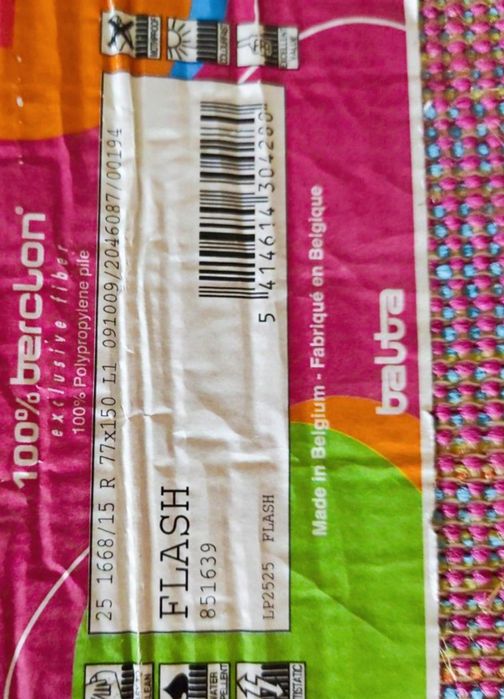 100% berclon®
exclusive fiber
100% Polypropylene pile
25 1668/15 R 77x150 L1 091009/2046087/00194
FLASH
851639
LP2525 FLASH
5 414614 304280
Made in Belgium - Fabriqué en Belgique
balta